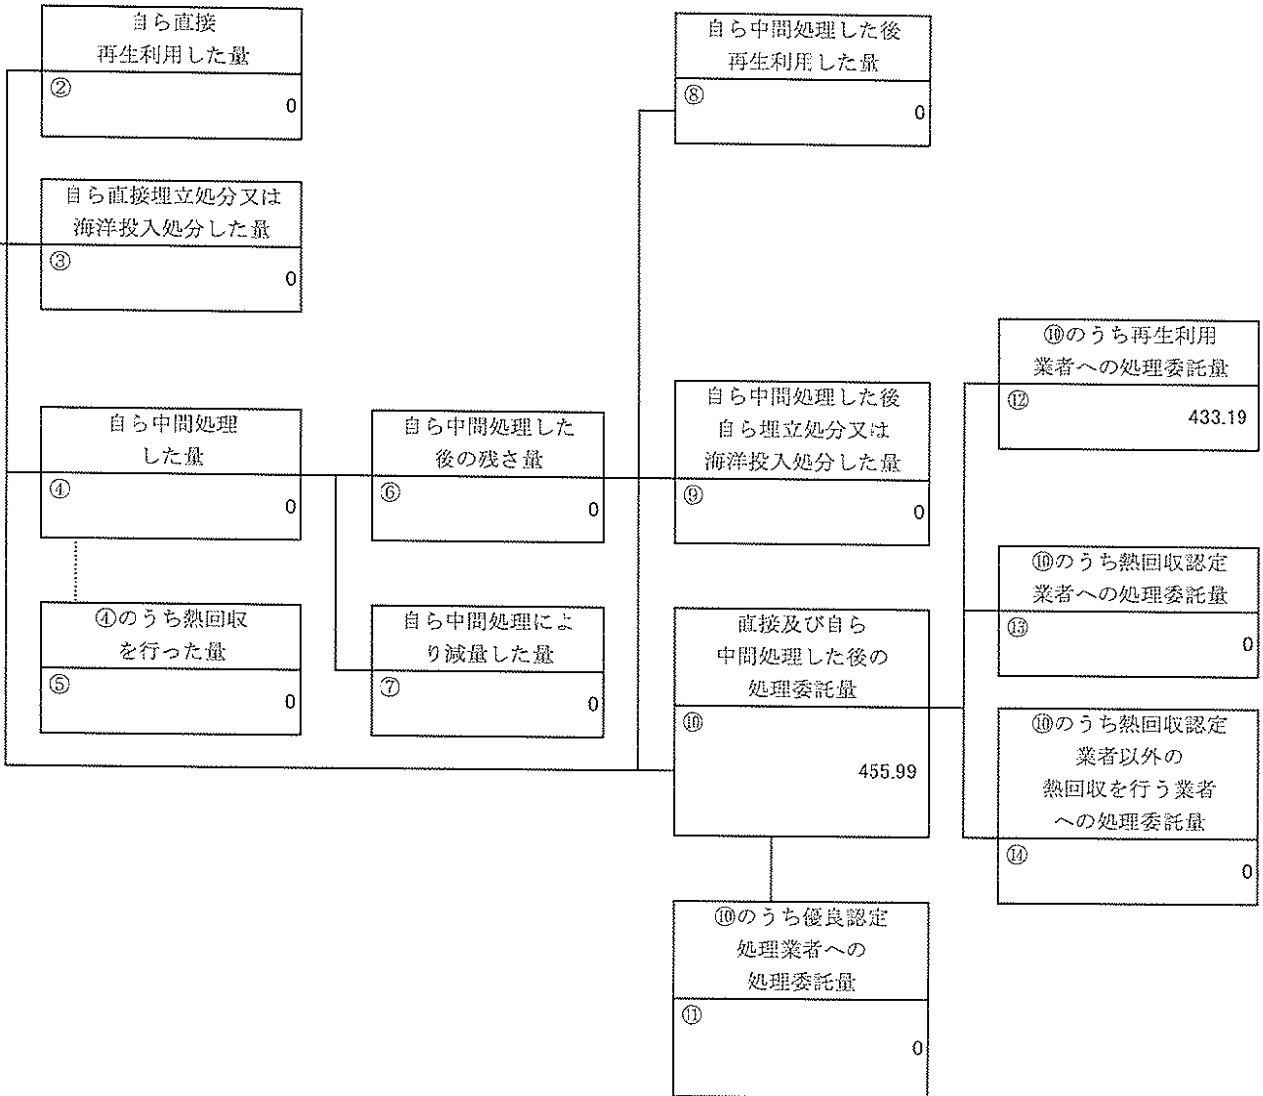 自ら直接
再生利用した量
②
0
自ら直接埋立処分又は
海洋投入処分した量
③
0
自ら中間処理
した量
④
0
④のうち熱回収
を行った量
⑤
0
自ら中間処理した
後の残さ量
⑥
0
自ら中間処理によ
り減量した量
⑦
0
自ら中間処理した後
再生利用した量
⑧
0
自ら中間処理した後
自ら埋立処分又は
海洋投入処分した量
⑨
0
直接及び自ら
中間処理した後の
処理委託量
⑩
455.99
⑩のうち優良認定
処理業者への
処理委託量
⑪
0
⑩のうち再生利用
業者への処理委託量
⑫
433.19
⑩のうち熱回収認定
業者への処理委託量
⑬
0
⑩のうち熱回収認定
業者以外の
熱回収を行う業者
への処理委託量
⑭
0